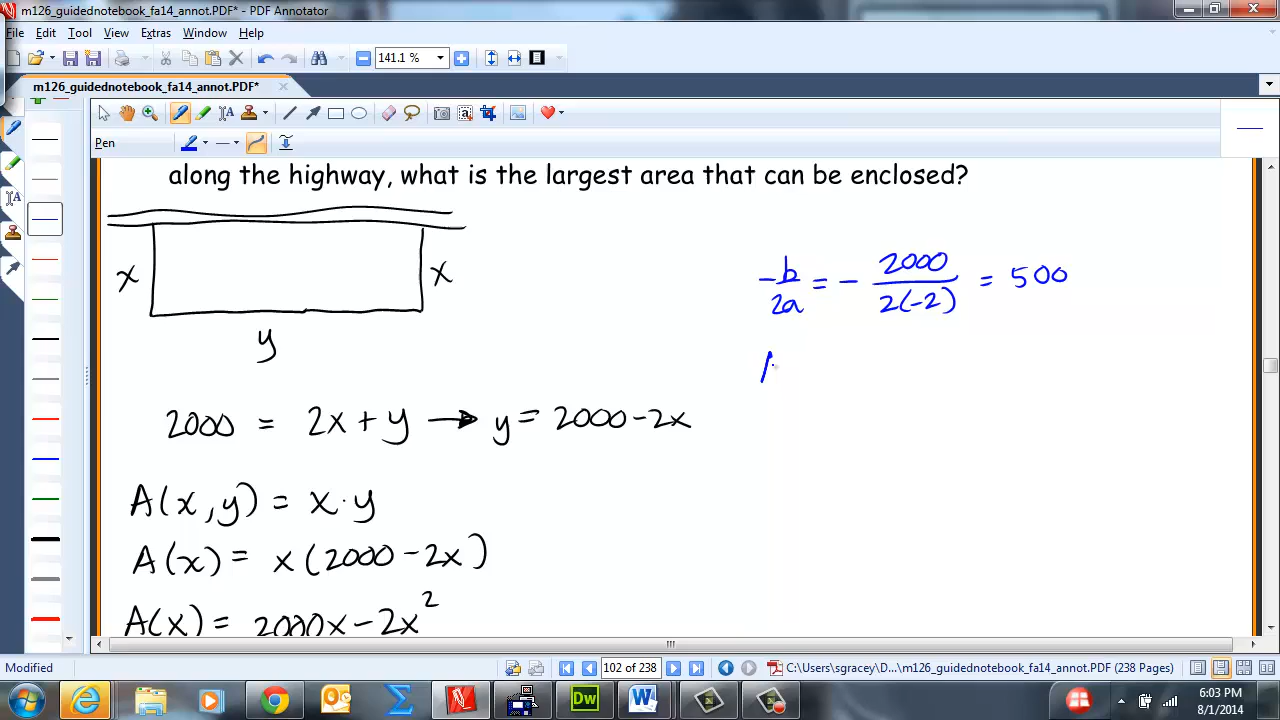 m126_guidednotebook_fa14_annot.PDF* - PDF Annotator
File Edit Tool View Extras Window Help
141.1 %
m126_guidednotebook_fa14_annot.PDF*
Pen
along the highway, what is the largest area that can be enclosed?
x x
y
-b/2a = - 2000/2(-2) = 500
2000 = 2x + y → y = 2000 - 2x
A(x,y) = x · y
A(x) = x(2000 - 2x)
A(x) = 2000x - 2x²
Modified 102 of 238 C:\Users\sgracey\D...\m126_guidednotebook_fa14_annot.PDF (238 Pages)
6:03 PM
8/1/2014